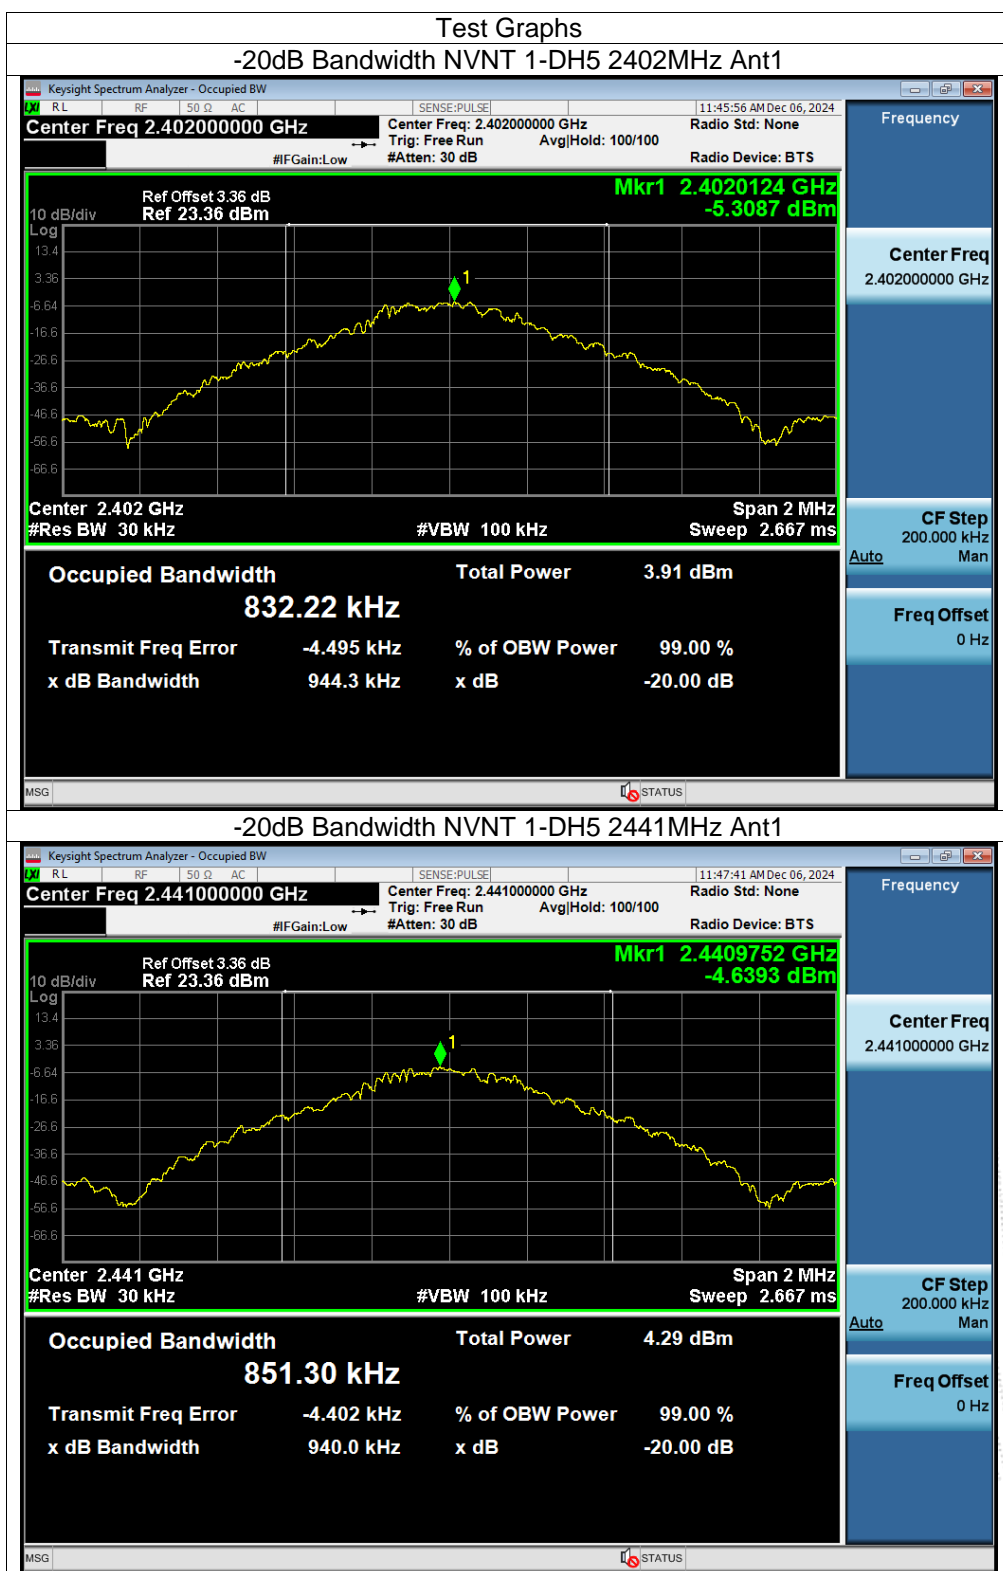 Test Graphs
-20dB Bandwidth NVNT 1-DH5 2402MHz Ant1
Keysight Spectrum Analyzer - Occupied BW
LXI RL RF 50 Ω AC SENSE:PULSE 11:45:56 AM Dec 06, 2024
Center Freq 2.402000000 GHz Center Freq: 2.402000000 GHz Radio Std: None
Trig: Free Run Avg|Hold: 100/100
#IFGain:Low #Atten: 30 dB Radio Device: BTS
Frequency
Mkr1 2.4020124 GHz
-5.3087 dBm
Ref Offset 3.36 dB
10 dB/div Ref 23.36 dBm
Log
13.4
3.36
-6.64
-16.6
-26.6
-36.6
-46.6
-56.6
-66.6
1
Center 2.402 GHz Span 2 MHz
#Res BW 30 kHz #VBW 100 kHz Sweep 2.667 ms
Center Freq
2.402000000 GHz
CF Step
200.000 kHz
Auto Man
Freq Offset
0 Hz
Occupied Bandwidth Total Power 3.91 dBm
832.22 kHz
Transmit Freq Error -4.495 kHz % of OBW Power 99.00 %
x dB Bandwidth 944.3 kHz x dB -20.00 dB
MSG STATUS
-20dB Bandwidth NVNT 1-DH5 2441MHz Ant1
Keysight Spectrum Analyzer - Occupied BW
LXI RL RF 50 Ω AC SENSE:PULSE 11:47:41 AM Dec 06, 2024
Center Freq 2.441000000 GHz Center Freq: 2.441000000 GHz Radio Std: None
Trig: Free Run Avg|Hold: 100/100
#IFGain:Low #Atten: 30 dB Radio Device: BTS
Frequency
Mkr1 2.4409752 GHz
-4.6393 dBm
Ref Offset 3.36 dB
10 dB/div Ref 23.36 dBm
Log
13.4
3.36
-6.64
-16.6
-26.6
-36.6
-46.6
-56.6
-66.6
1
Center 2.441 GHz Span 2 MHz
#Res BW 30 kHz #VBW 100 kHz Sweep 2.667 ms
Center Freq
2.441000000 GHz
CF Step
200.000 kHz
Auto Man
Freq Offset
0 Hz
Occupied Bandwidth Total Power 4.29 dBm
851.30 kHz
Transmit Freq Error -4.402 kHz % of OBW Power 99.00 %
x dB Bandwidth 940.0 kHz x dB -20.00 dB
MSG STATUS